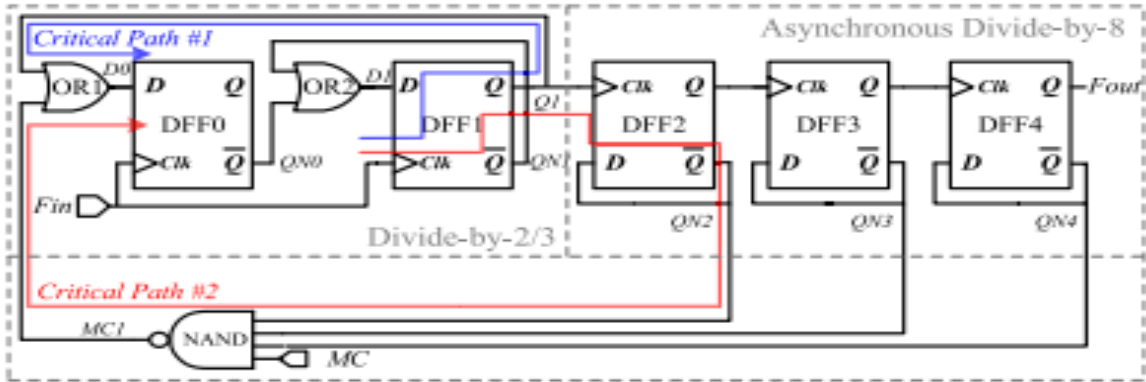 Asynchronous Divide-by-8
Critical Path #1
OR1
D0
D
Q
DFF0
Q
Clk
QN0
OR2
D1
D
Q
DFF1
Q
Clk
Q1
QN1
Clk
Q
DFF2
D
Q
QN2
Clk
Q
DFF3
D
Q
QN3
Clk
Q
DFF4
D
Q
QN4
Fout
Fin
Divide-by-2/3
Critical Path #2
MC1
NAND
MC